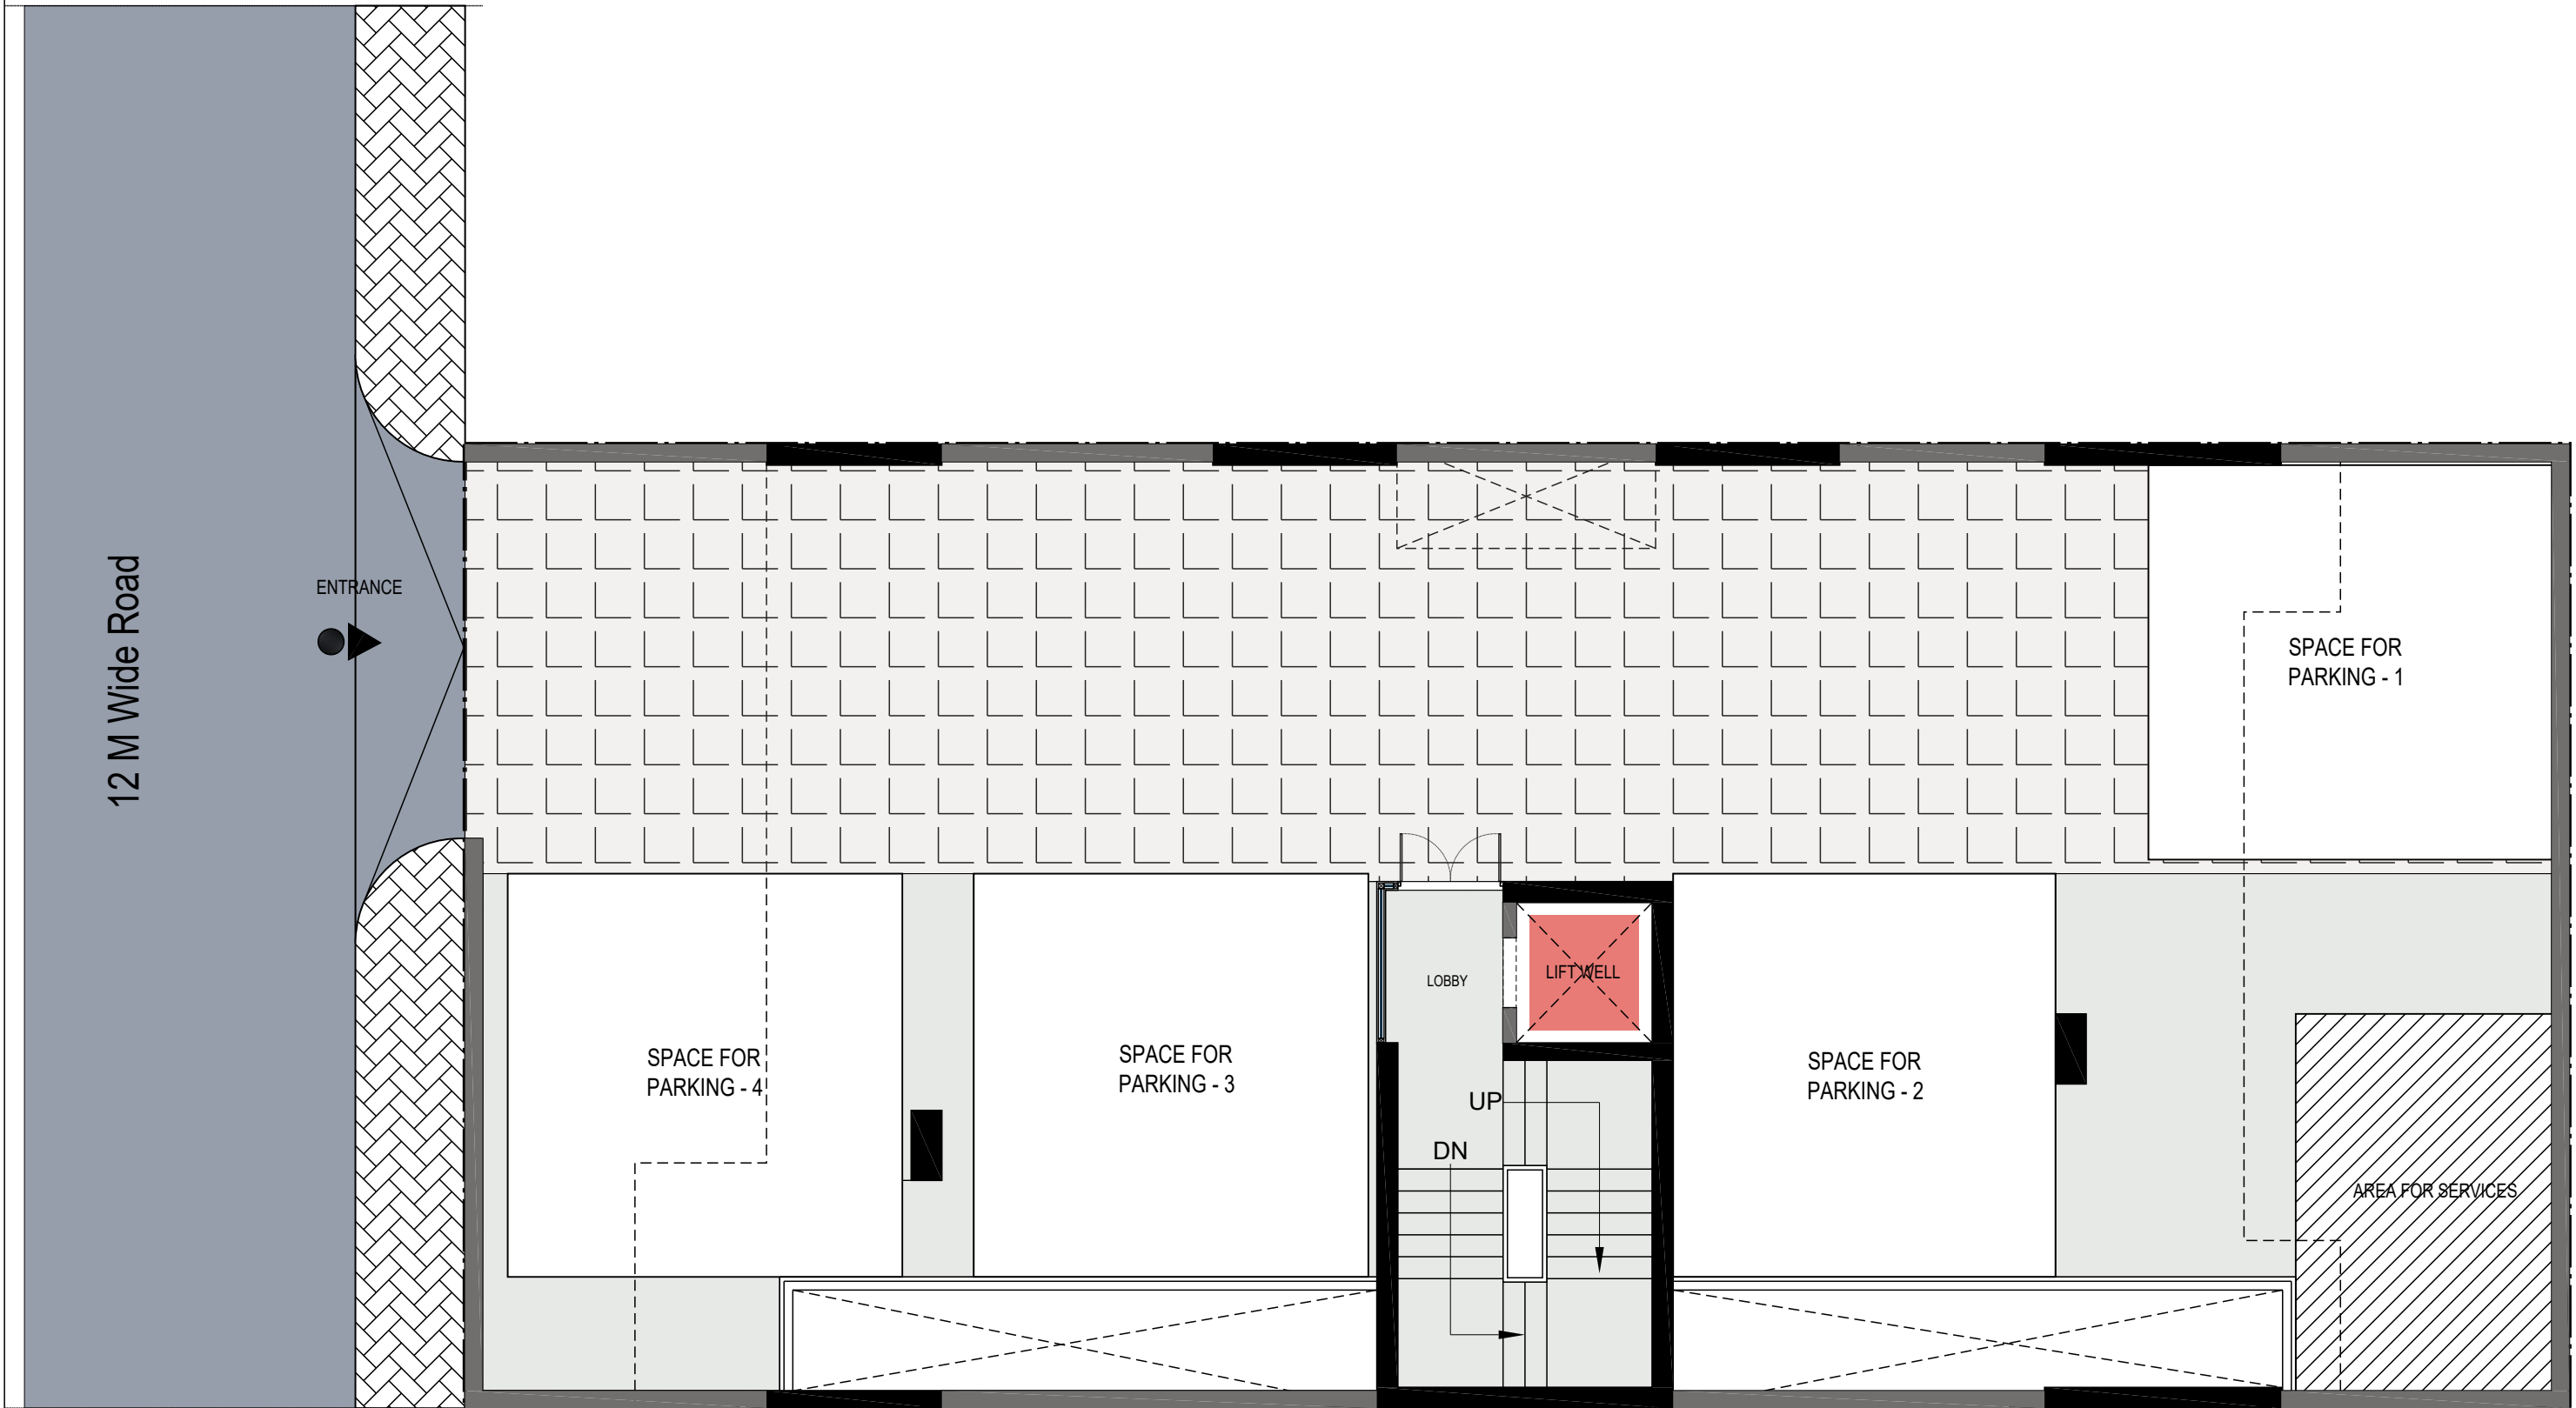 12 M Wide Road
ENTRANCE
SPACE FOR
PARKING - 1
SPACE FOR
PARKING - 4
SPACE FOR
PARKING - 3
LOBBY
LIFT WELL
UP
DN
SPACE FOR
PARKING - 2
AREA FOR SERVICES